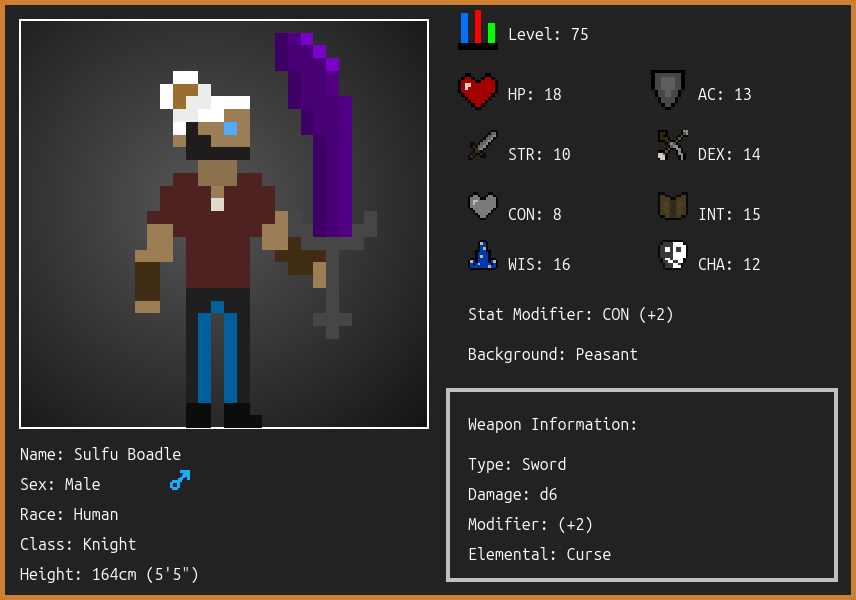 Level: 75
HP: 18
AC: 13
STR: 10
DEX: 14
CON: 8
INT: 15
WIS: 16
CHA: 12
Stat Modifier: CON (+2)
Background: Peasant
Weapon Information:
Type: Sword
Damage: d6
Modifier: (+2)
Elemental: Curse
Name: Sulfu Boadle
Sex: Male
Race: Human
Class: Knight
Height: 164cm (5'5")